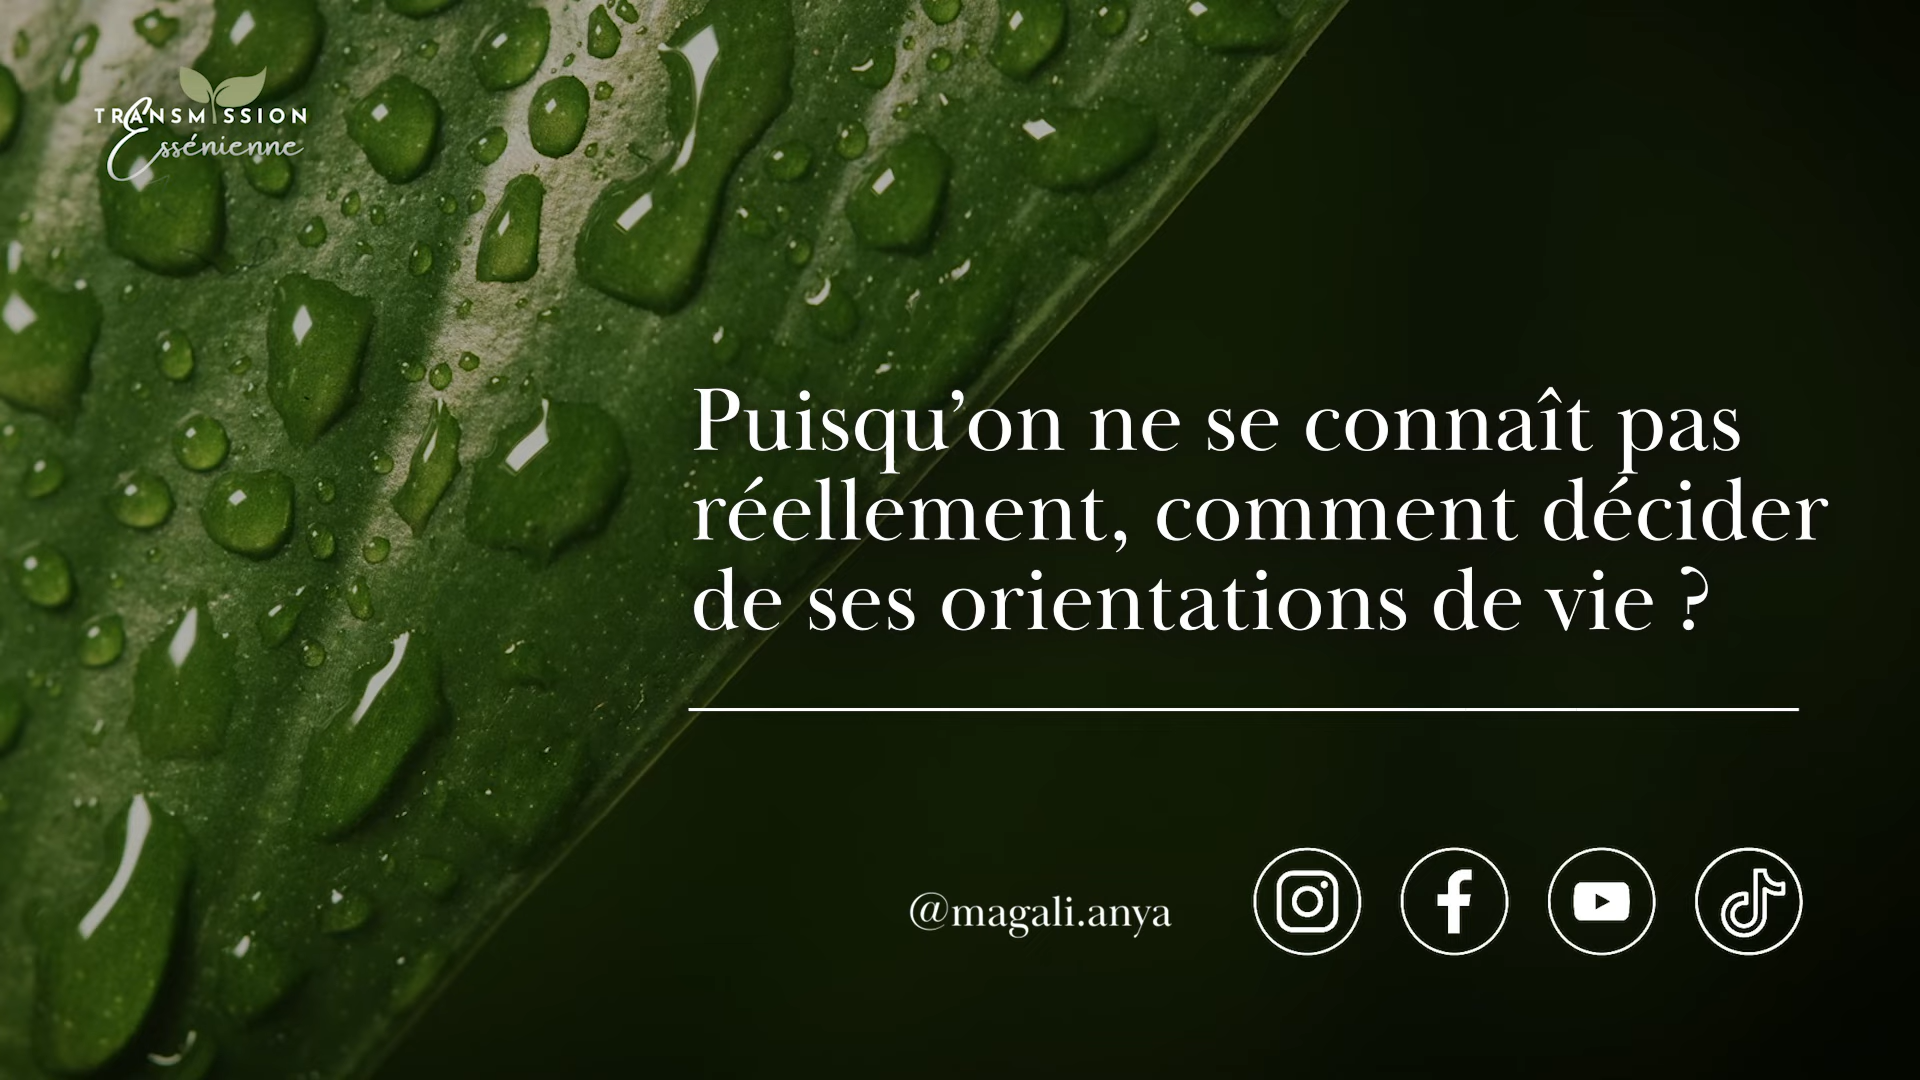 TRANSMISSION
Essénienne
Puisqu’on ne se connaît pas
réellement, comment décider
de ses orientations de vie ?
@magali.anya